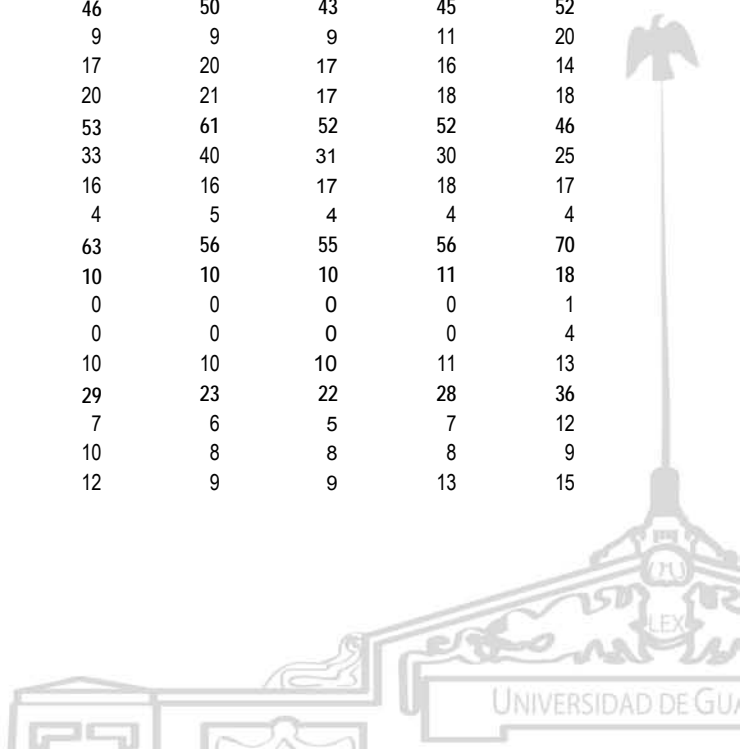 46 50 43 45 52
9 9 9 11 20
17 20 17 16 14
20 21 17 18 18
53 61 52 52 46
33 40 31 30 25
16 16 17 18 17
4 5 4 4 4
63 56 55 56 70
10 10 10 11 18
0 0 0 0 1
0 0 0 0 4
10 10 10 11 13
29 23 22 28 36
7 6 5 7 12
10 8 8 8 9
12 9 9 13 15
LEX
UNIVERSIDAD DE GUA